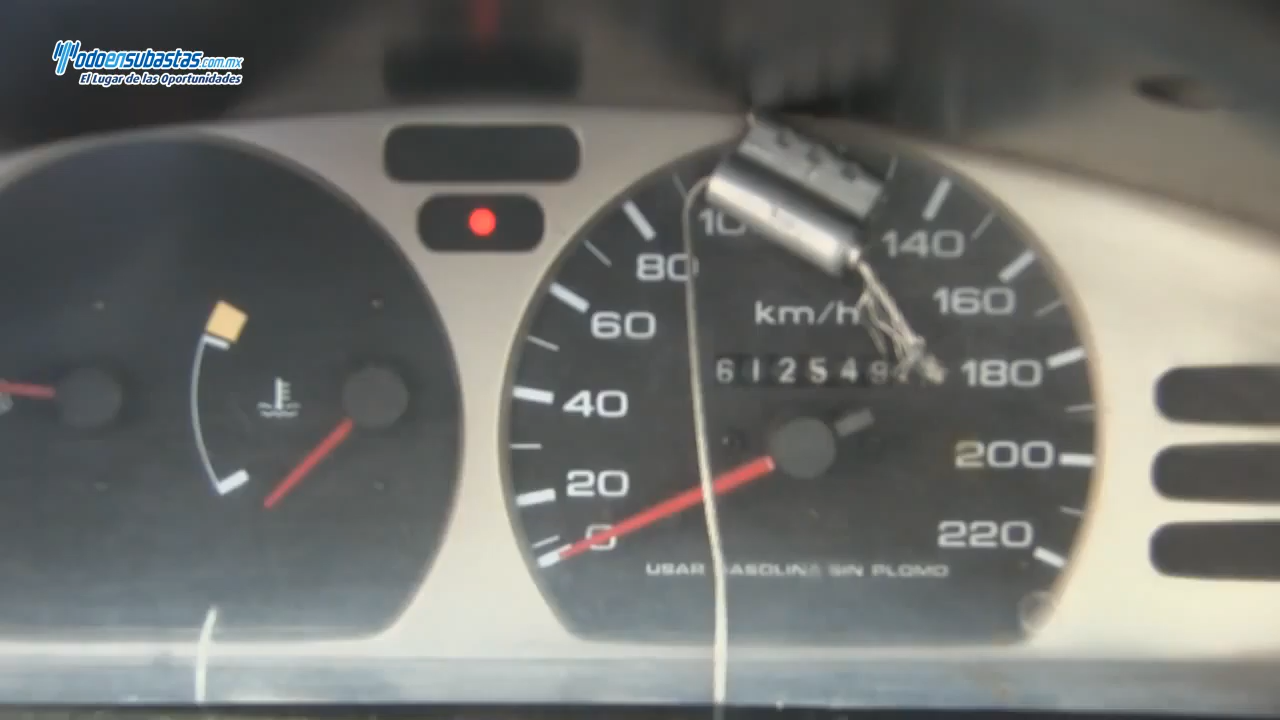 Todoensubastas.com.mx
El Lugar de las Oportunidades
80
60
40
20
0
140
160
180
200
220
km/h
USAR GASOLINA SIN PLOMO